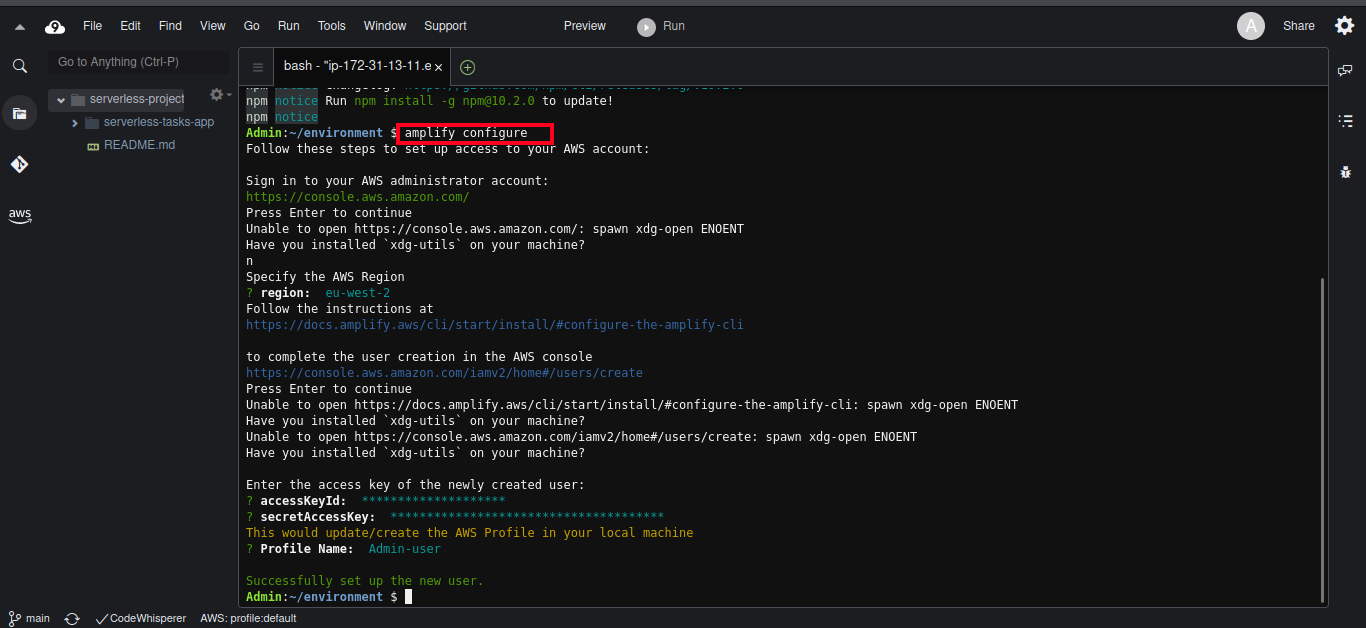 File Edit Find View Go Run Tools Window Support Preview Run A Share
Go to Anything (Ctrl-P)
bash - "ip-172-31-13-11.e ×
serverless-project
serverless-tasks-app
README.md
aws
npm notice Changelog:
npm notice Run npm install -g npm@10.2.0 to update!
npm notice
Admin:~/environment $ amplify configure
Follow these steps to set up access to your AWS account:
Sign in to your AWS administrator account:
https://console.aws.amazon.com/
Press Enter to continue
Unable to open https://console.aws.amazon.com/: spawn xdg-open ENOENT
Have you installed `xdg-utils` on your machine?
n
Specify the AWS Region
? region:  eu-west-2
Follow the instructions at
https://docs.amplify.aws/cli/start/install/#configure-the-amplify-cli
to complete the user creation in the AWS console
https://console.aws.amazon.com/iamv2/home#/users/create
Press Enter to continue
Unable to open https://docs.amplify.aws/cli/start/install/#configure-the-amplify-cli: spawn xdg-open ENOENT
Have you installed `xdg-utils` on your machine?
Unable to open https://console.aws.amazon.com/iamv2/home#/users/create: spawn xdg-open ENOENT
Have you installed `xdg-utils` on your machine?
Enter the access key of the newly created user:
? accessKeyId:  ********************
? secretAccessKey:  **************************************
This would update/create the AWS Profile in your local machine
? Profile Name:  Admin-user
Successfully set up the new user.
Admin:~/environment $
main CodeWhisperer AWS: profile:default